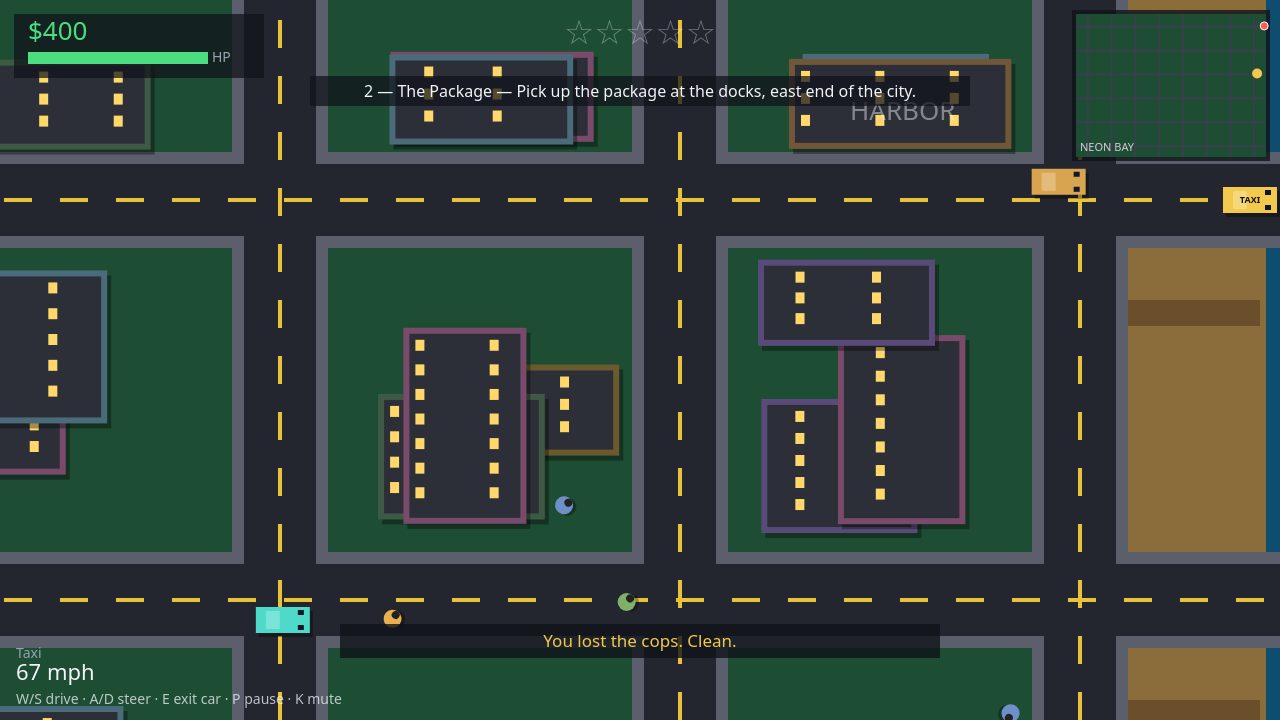 $400
HP
☆☆☆☆☆
2 — The Package — Pick up the package at the docks, east end of the city.
HARBOR
NEON BAY
TAXI
You lost the cops. Clean.
Taxi
67 mph
W/S drive · A/D steer · E exit car · P pause · K mute